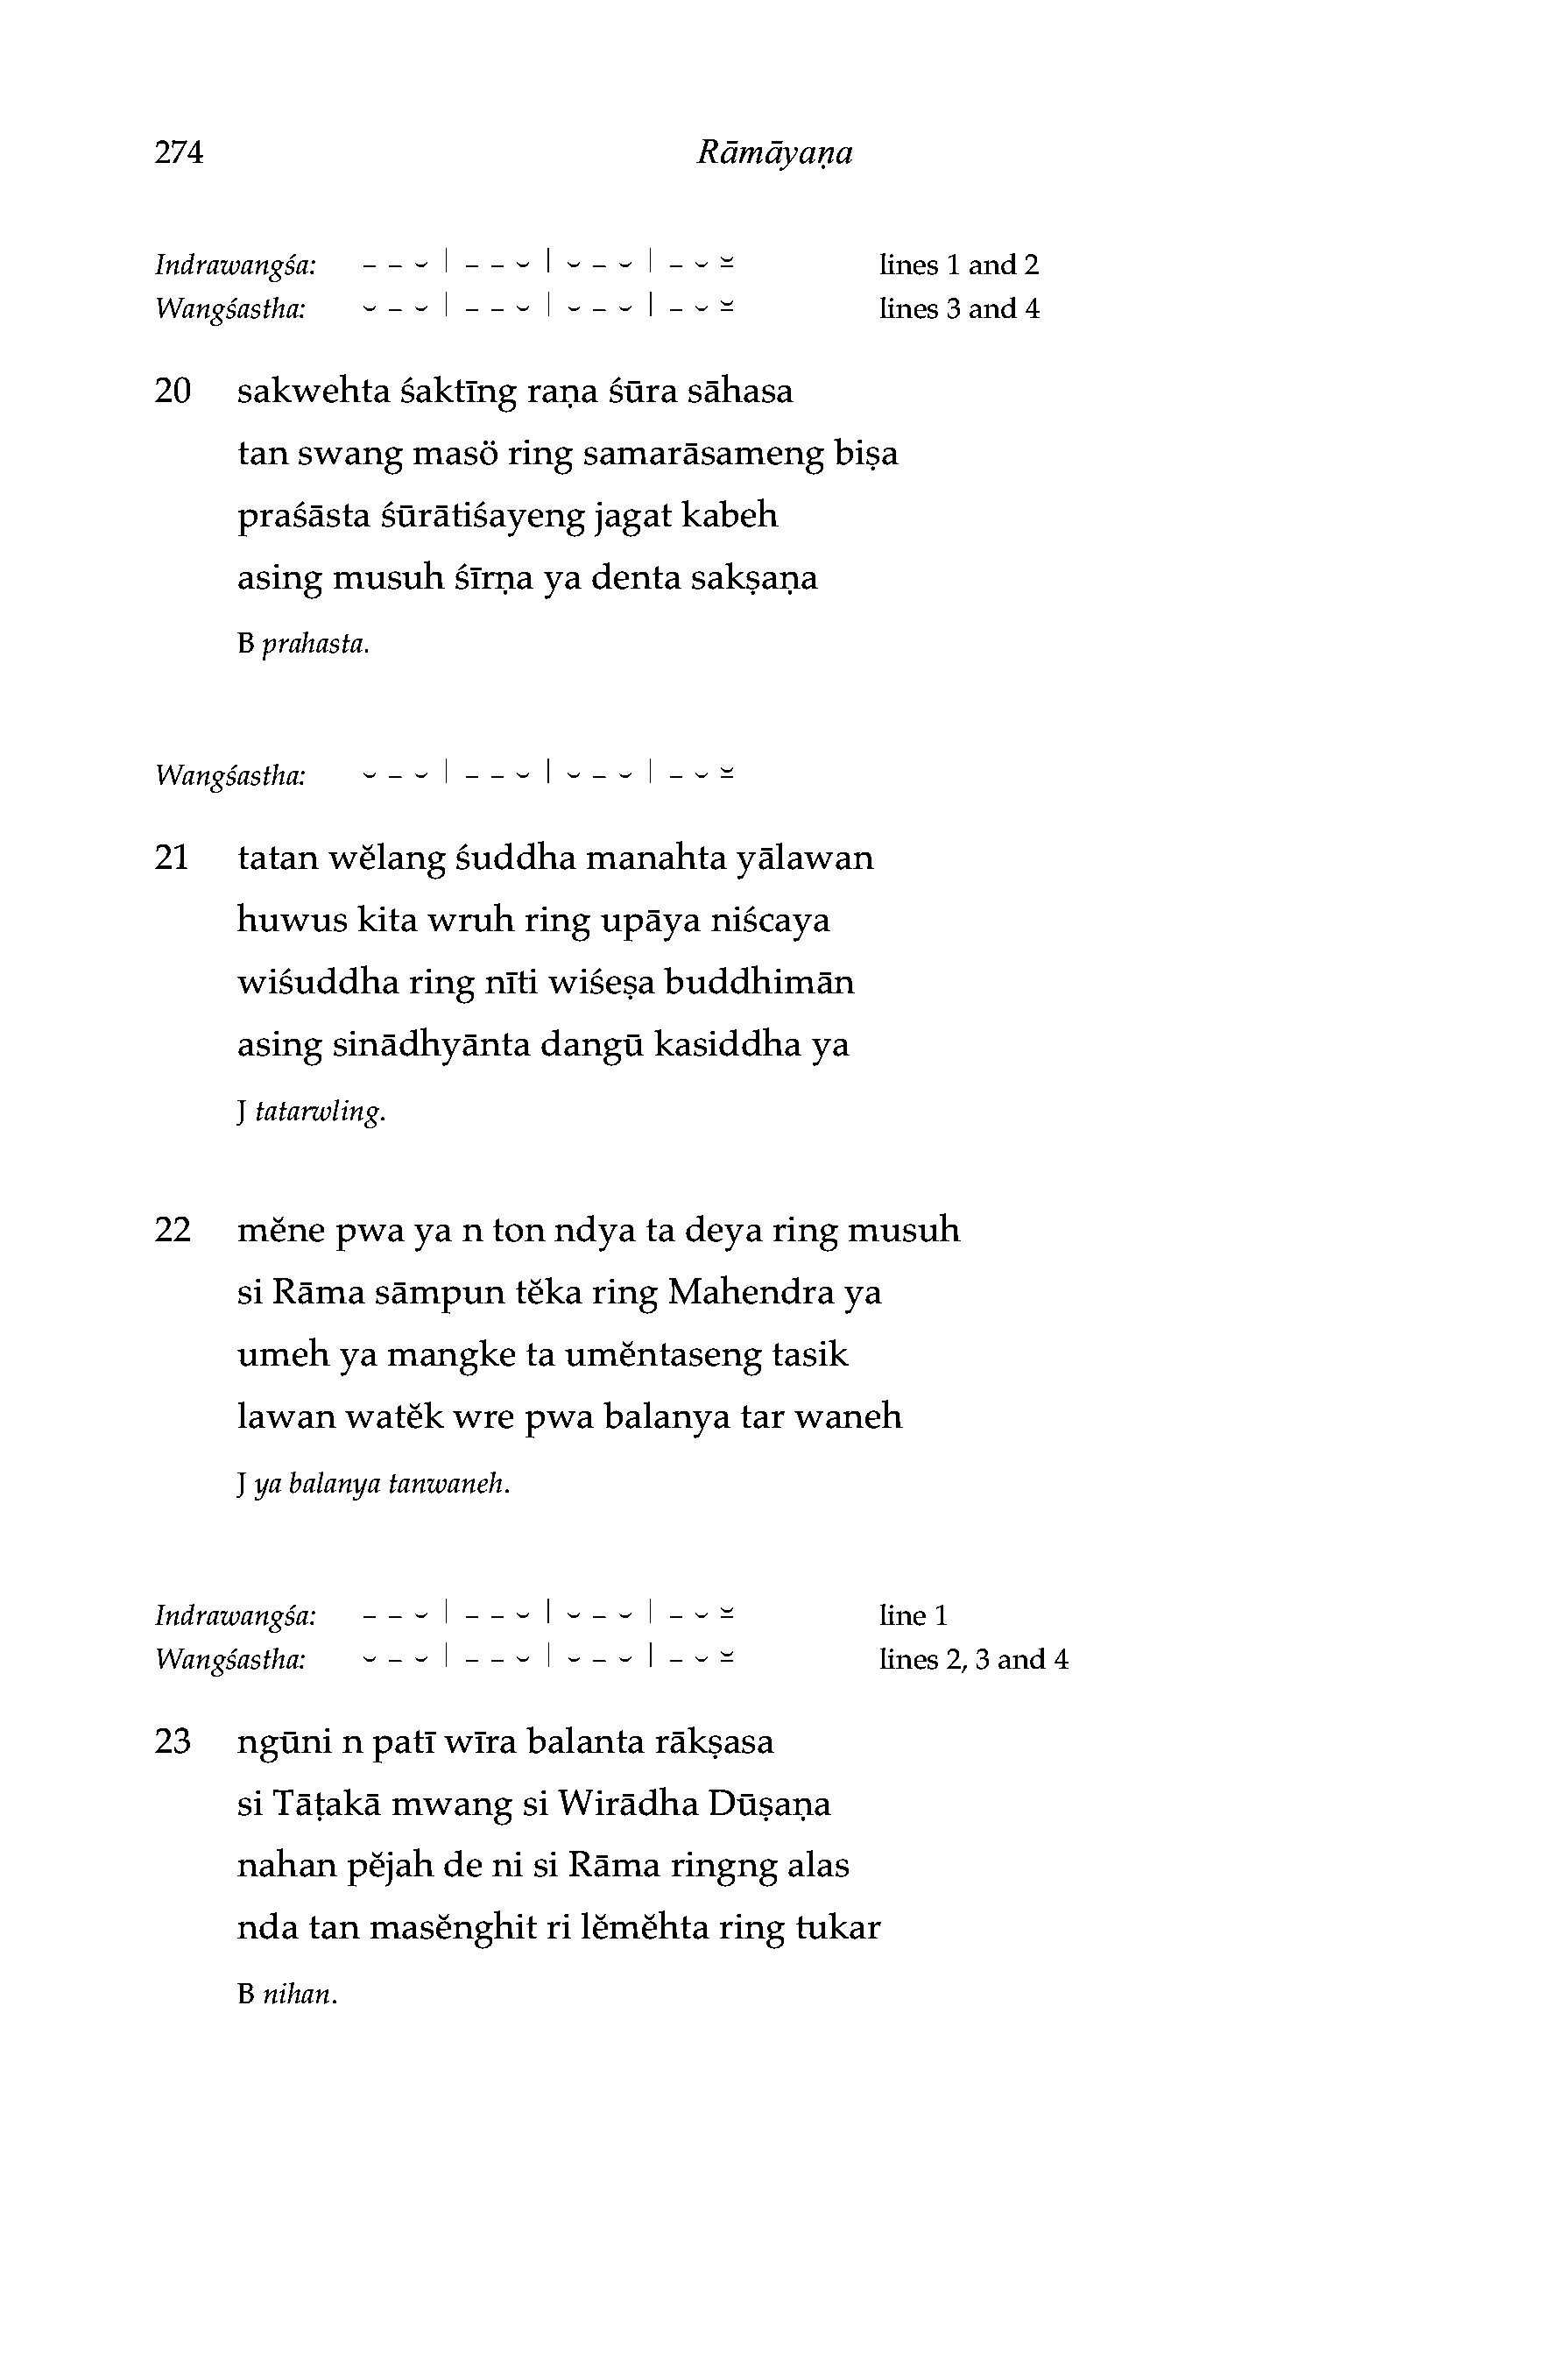 274 Rāmāyaṇa
Indrawangśa: – – ⏑ | – – ⏑ | ⏑ – ⏑ | – ⏑ ⏓ lines 1 and 2
Wangśastha: ⏑ – ⏑ | – – ⏑ | ⏑ – ⏑ | – ⏑ ⏓ lines 3 and 4
20 sakwehta śaktīng raṇa śūra sāhasa
tan swang masö ring samarāsameng biṣa
praśāsta śūrātiśayeng jagat kabeh
asing musuh śīrṇa ya denta sakṣaṇa
B prahasta.
Wangśastha: ⏑ – ⏑ | – – ⏑ | ⏑ – ⏑ | – ⏑ ⏓
21 tatan wĕlang śuddha manahta yālawan
huwus kita wruh ring upāya niścaya
wiśuddha ring nīti wiśeṣa buddhimān
asing sinādhyānta dangū kasiddha ya
J tatarwling.
22 mĕne pwa ya n ton ndya ta deya ring musuh
si Rāma sāmpun tĕka ring Mahendra ya
umeh ya mangke ta umĕntaseng tasik
lawan watĕk wre pwa balanya tar waneh
J ya balanya tanwaneh.
Indrawangśa: – – ⏑ | – – ⏑ | ⏑ – ⏑ | – ⏑ ⏓ line 1
Wangśastha: ⏑ – ⏑ | – – ⏑ | ⏑ – ⏑ | – ⏑ ⏓ lines 2, 3 and 4
23 ngūni n patī wīra balanta rākṣasa
si Tāṭakā mwang si Wirādha Dūṣaṇa
nahan pĕjah de ni si Rāma ringng alas
nda tan masĕnghit ri lĕmĕhta ring tukar
B nihan.